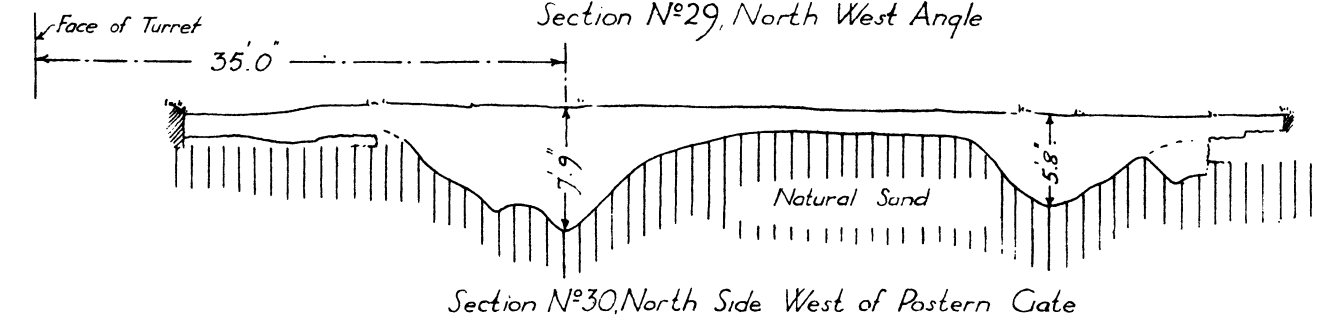 Section Nº29, North West Angle
Face of Turret
35'.0"
7'.9"
5'.8"
Natural Sand
Section Nº30, North Side West of Postern Gate